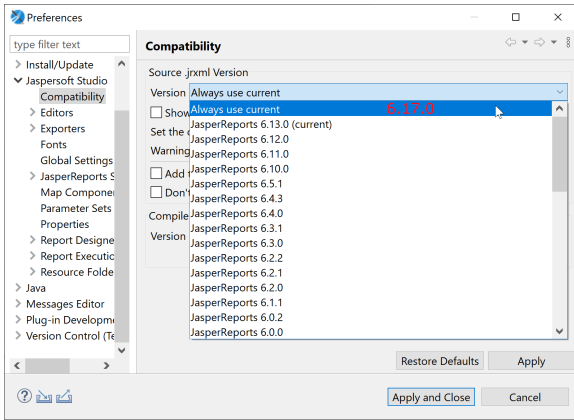 Preferences
type filter text
Install/Update
Jaspersoft Studio
Compatibility
Editors
Exporters
Fonts
Global Settings
JasperReports S
Map Componen
Parameter Sets
Properties
Report Designe
Report Executio
Resource Folde
Java
Messages Editor
Plug-in Developme
Version Control (Te
Compatibility
Source .jrxml Version
Version Always use current
Always use current 6.17.0
JasperReports 6.13.0 (current)
JasperReports 6.12.0
JasperReports 6.11.0
JasperReports 6.10.0
JasperReports 6.5.1
JasperReports 6.4.3
JasperReports 6.4.0
JasperReports 6.3.1
JasperReports 6.3.0
JasperReports 6.2.2
JasperReports 6.2.1
JasperReports 6.2.0
JasperReports 6.1.1
JasperReports 6.0.2
JasperReports 6.0.0
Show
Set the
Warning
Add t
Don't
Compile
Version
Restore Defaults
Apply
Apply and Close
Cancel